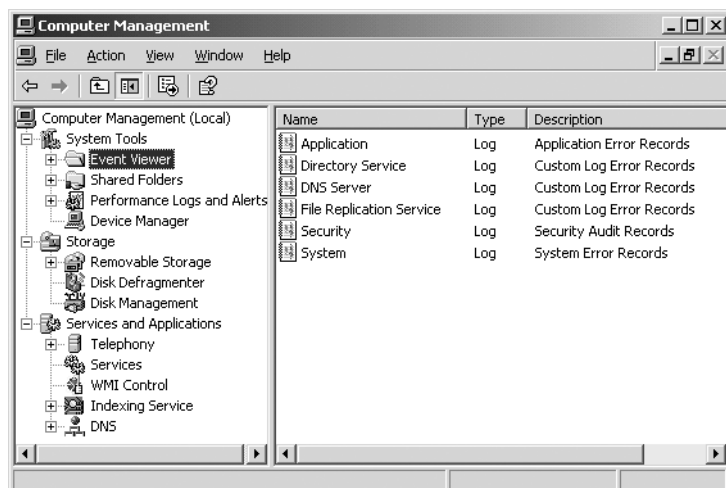 Computer Management
File Action View Window Help
Computer Management (Local)
System Tools
Event Viewer
Shared Folders
Performance Logs and Alerts
Device Manager
Storage
Removable Storage
Disk Defragmenter
Disk Management
Services and Applications
Telephony
Services
WMI Control
Indexing Service
DNS
Name Type Description
Application Log Application Error Records
Directory Service Log Custom Log Error Records
DNS Server Log Custom Log Error Records
File Replication Service Log Custom Log Error Records
Security Log Security Audit Records
System Log System Error Records